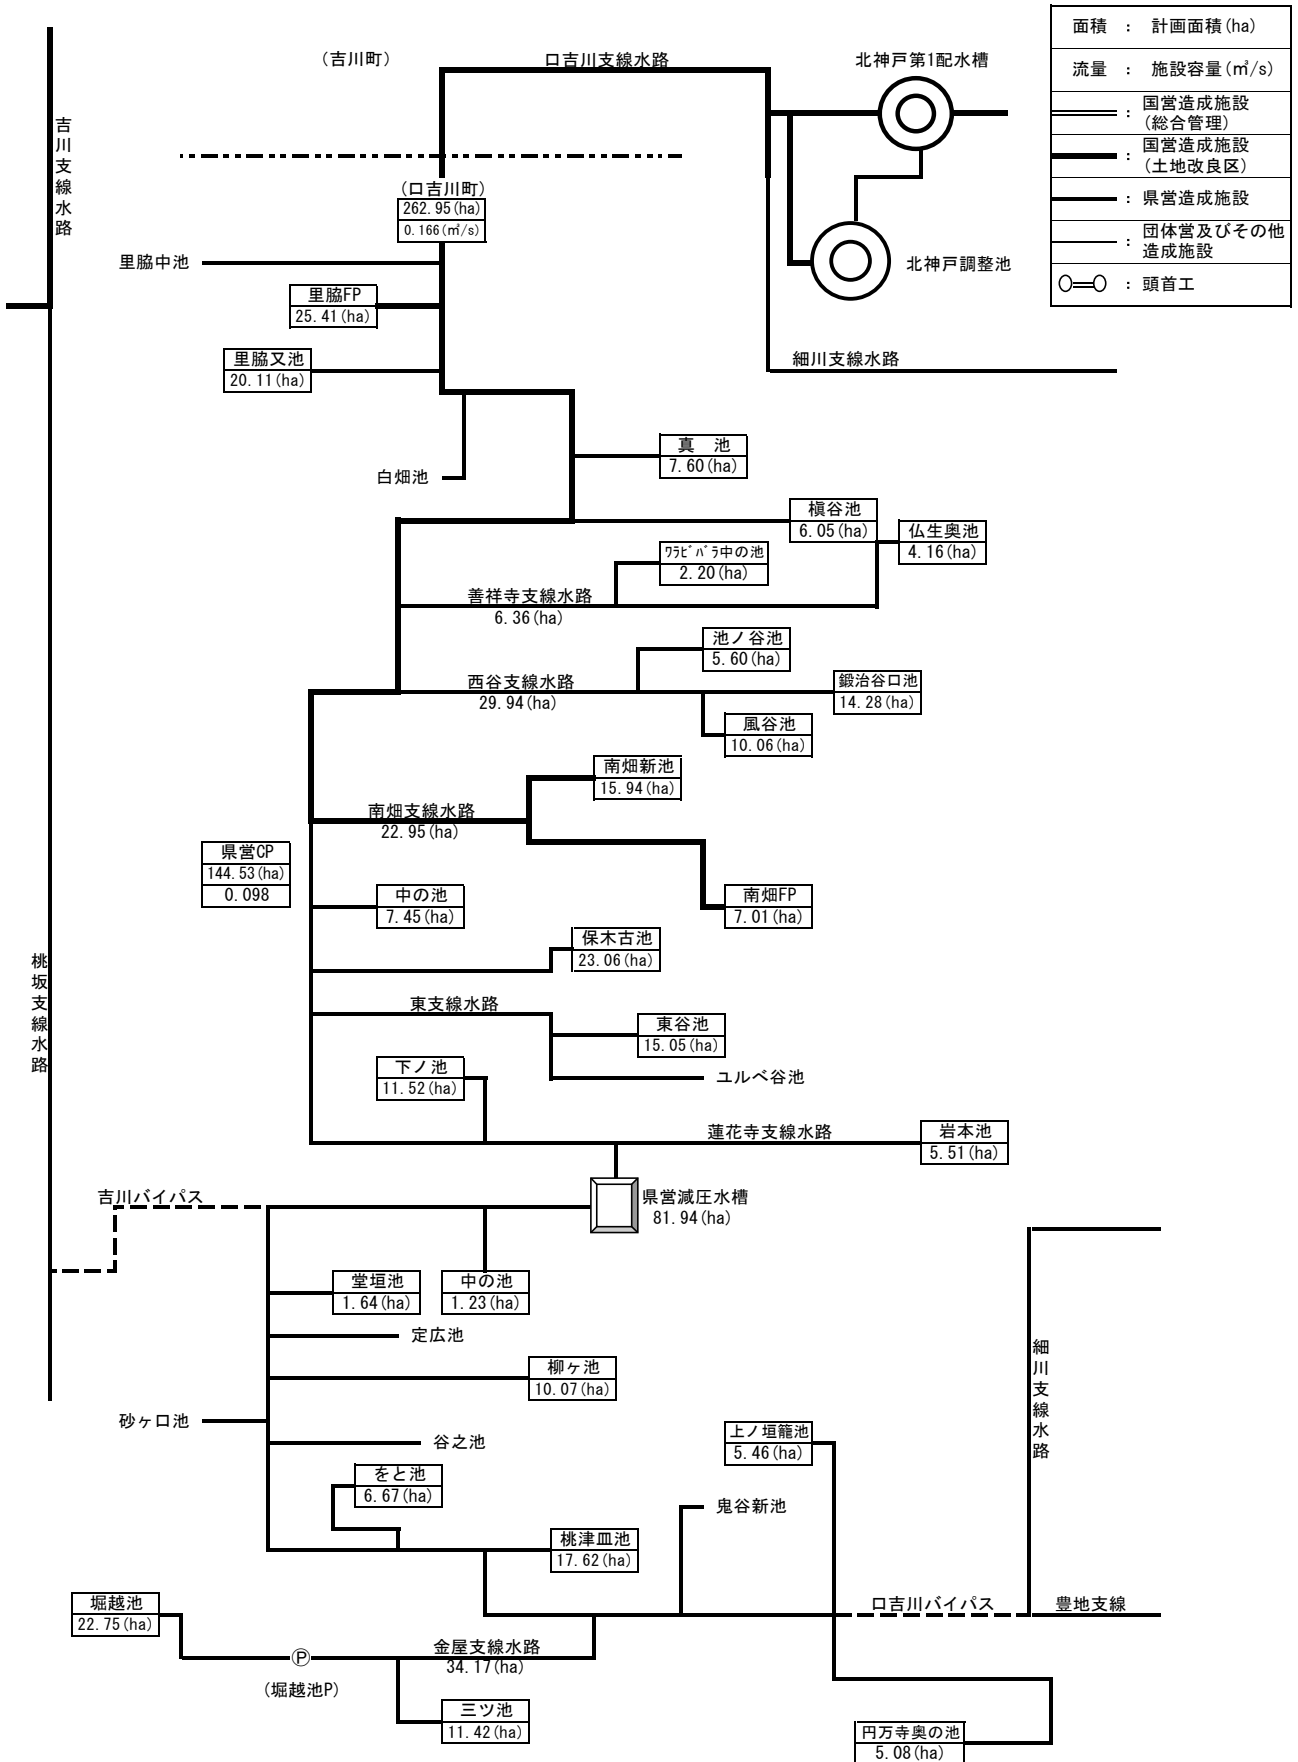 面積 ： 計画面積(ha)
流量 ： 施設容量(㎥/s)
： 国営造成施設
(総合管理)
： 国営造成施設
(土地改良区)
： 県営造成施設
： 団体営及びその他
造成施設
： 頭首工
(吉川町)
口吉川支線水路
北神戸第1配水槽
吉川支線水路
(口吉川町)
262.95(ha)
0.166(㎥/s)
里脇中池
北神戸調整池
里脇FP
25.41(ha)
里脇又池
20.11(ha)
細川支線水路
真　池
7.60(ha)
白畑池
槇谷池
6.05(ha)
仏生奥池
4.16(ha)
ﾜﾗﾋﾞﾊﾞﾗ中の池
2.20(ha)
善祥寺支線水路
6.36(ha)
池ノ谷池
5.60(ha)
西谷支線水路
29.94(ha)
鍛治谷口池
14.28(ha)
風谷池
10.06(ha)
南畑新池
15.94(ha)
南畑支線水路
22.95(ha)
県営CP
144.53(ha)
0.098
中の池
7.45(ha)
南畑FP
7.01(ha)
保木古池
23.06(ha)
桃坂支線水路
東支線水路
東谷池
15.05(ha)
下ノ池
11.52(ha)
ユルベ谷池
蓮花寺支線水路
岩本池
5.51(ha)
吉川バイパス
県営減圧水槽
81.94(ha)
堂垣池
1.64(ha)
中の池
1.23(ha)
定広池
細川支線水路
柳ヶ池
10.07(ha)
砂ヶ口池
谷之池
上ノ垣籠池
5.46(ha)
をと池
6.67(ha)
鬼谷新池
桃津皿池
17.62(ha)
堀越池
22.75(ha)
口吉川バイパス
豊地支線
金屋支線水路
34.17(ha)
Ⓟ
(堀越池P)
三ツ池
11.42(ha)
円万寺奥の池
5.08(ha)